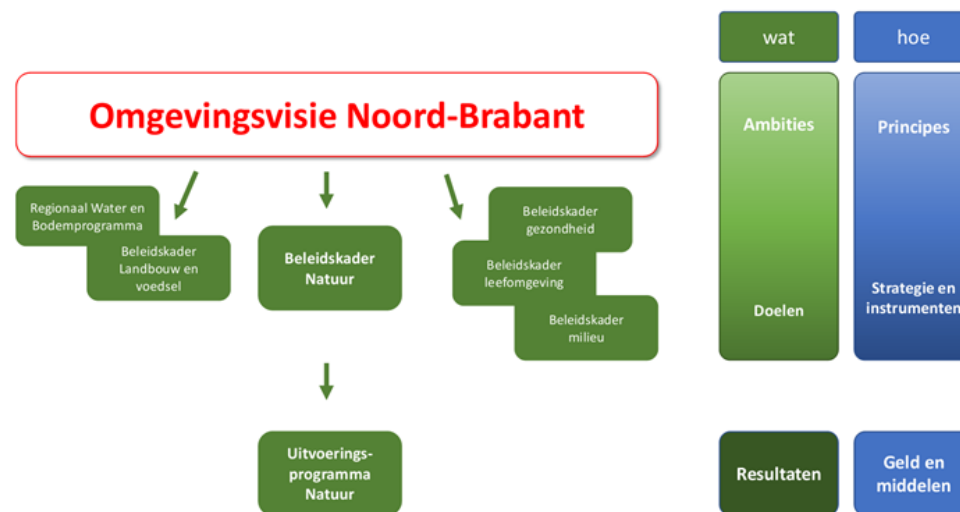 wat
hoe
Omgevingsvisie Noord-Brabant
Regionaal Water en
Bodemprogramma
Beleidskader
Landbouw en
voedsel
Beleidskader
Natuur
Beleidskader
gezondheid
Beleidskader
leefomgeving
Beleidskader
milieu
Uitvoerings-
programma
Natuur
Ambities
Principes
Doelen
Strategie en
instrumenten
Resultaten
Geld en
middelen